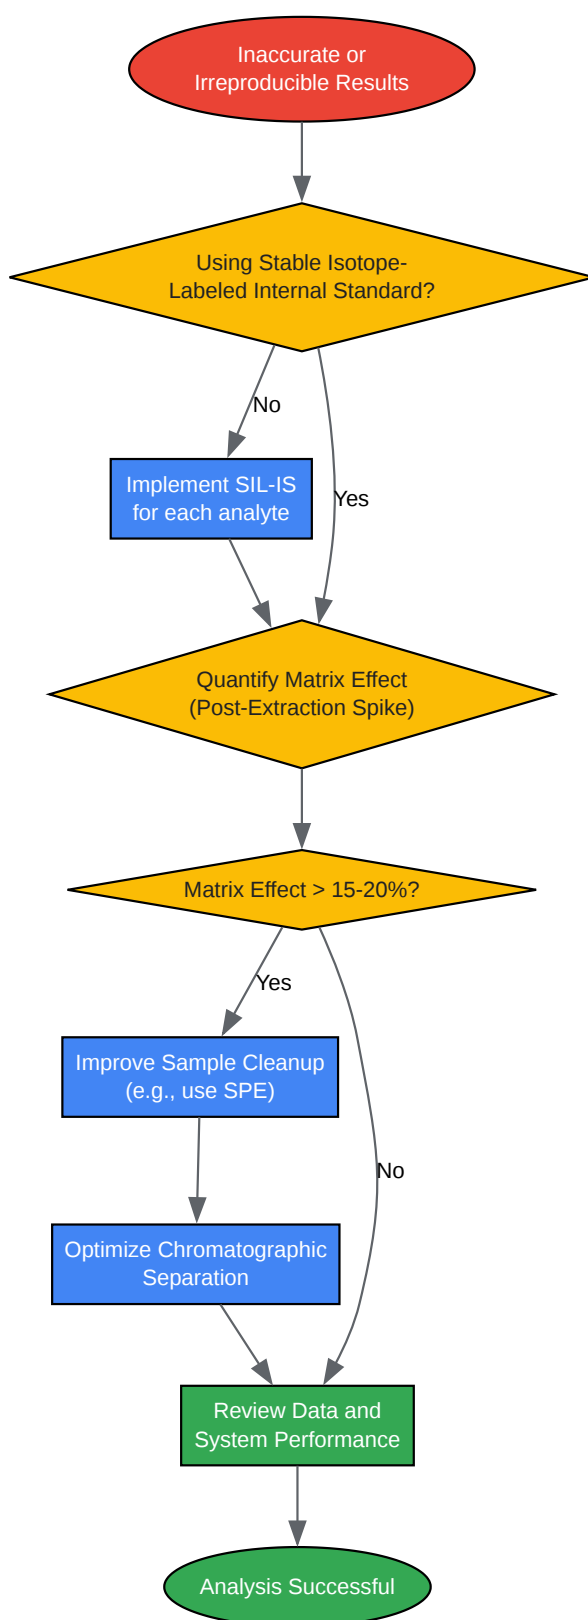 Inaccurate or
Irreproducible Results
Using Stable Isotope-
Labeled Internal Standard?
No
Implement SIL-IS
for each analyte
Yes
Quantify Matrix Effect
(Post-Extraction Spike)
Matrix Effect > 15-20%?
Yes
Improve Sample Cleanup
(e.g., use SPE)
No
Optimize Chromatographic
Separation
Review Data and
System Performance
Analysis Successful